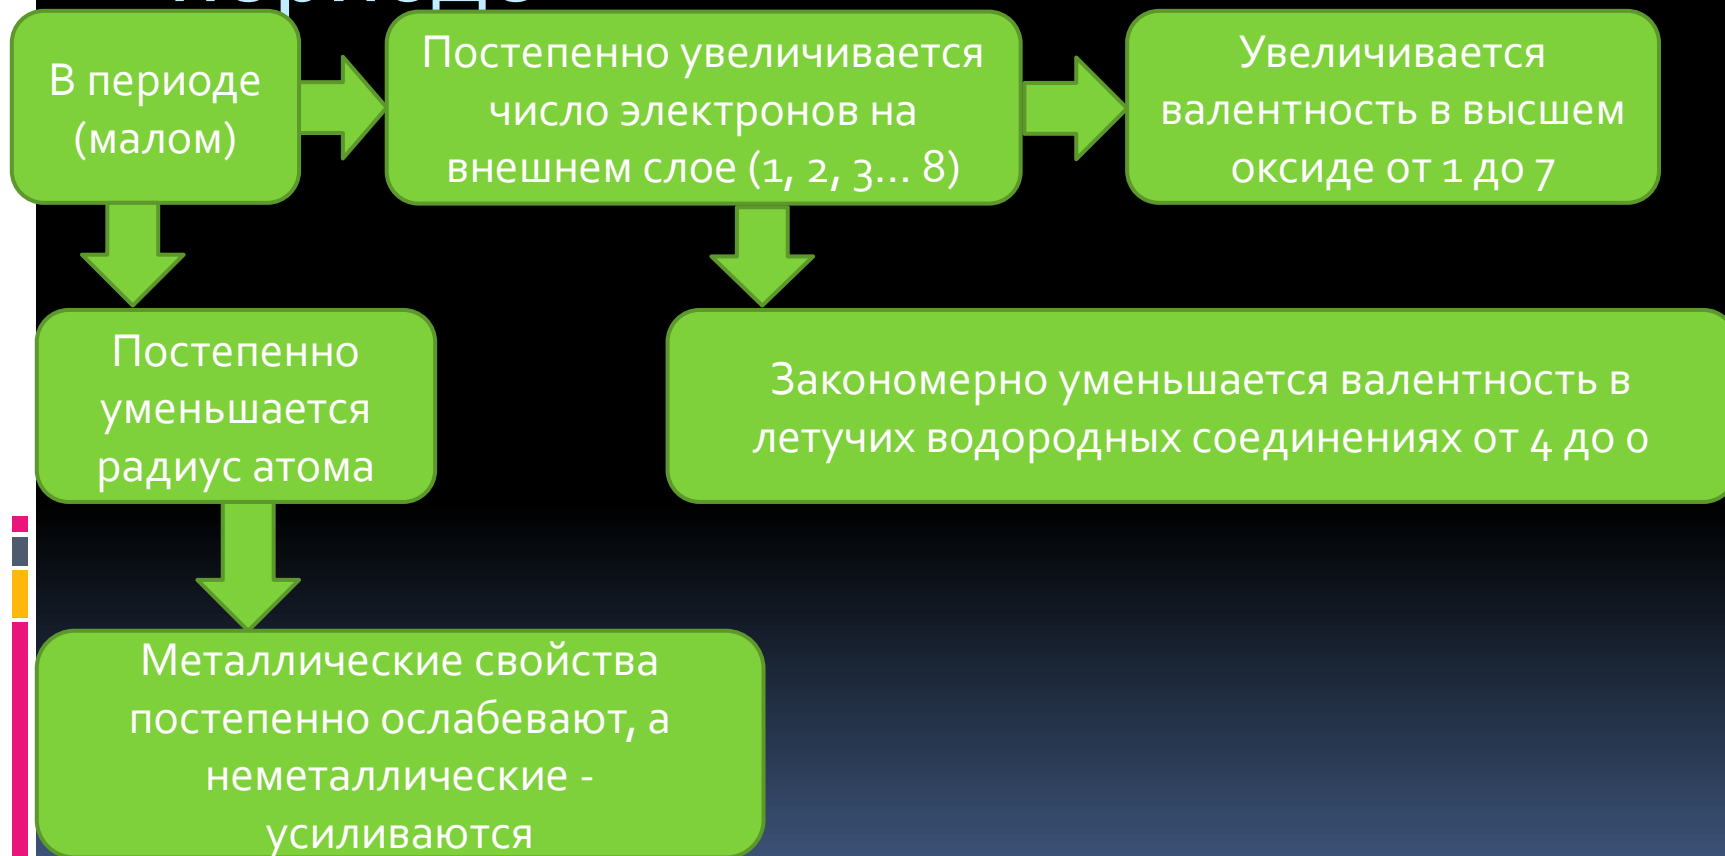 периоде
В периоде
(малом)
Постепенно увеличивается
число электронов на
внешнем слое (1, 2, 3... 8)
Увеличивается
валентность в высшем
оксиде от 1 до 7
Постепенно
уменьшается
радиус атома
Закономерно уменьшается валентность в
летучих водородных соединениях от 4 до 0
Металлические свойства
постепенно ослабевают, а
неметаллические -
усиливаются